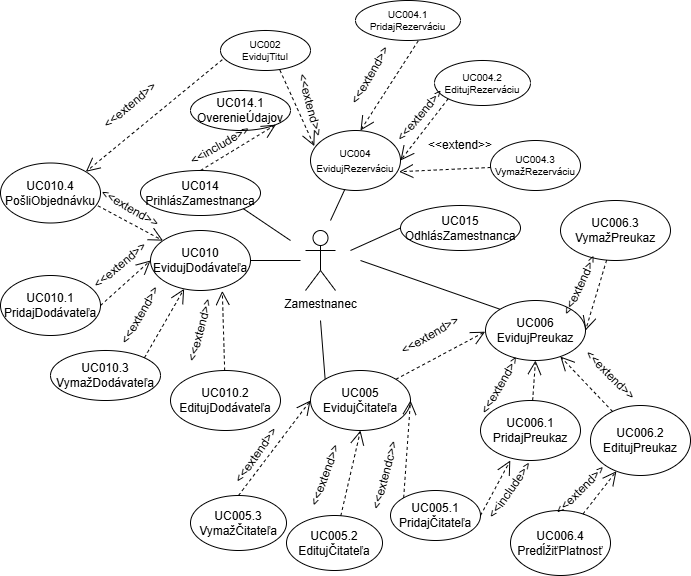 UC004.1
PridajRezerváciu
UC002
EvidujTitul
<<extend>>
UC004.2
EditujRezerváciu
<<extend>>
<<extend>>
<<extend>>
UC014.1
OverenieÚdajov
<<extend>>
<<include>>
<<extend>>
UC004
EvidujRezerváciu
UC004.3
VymažRezerváciu
UC010.4
PošliObjednávku
UC014
PrihlásZamestnanca
<<extend>>
UC015
OdhlásZamestnanca
UC006.3
VymažPreukaz
UC010
EvidujDodávateľa
<<extend>>
<<extend>>
UC010.1
PridajDodávateľa
Zamestnanec
<<extend>>
<<extend>>
<<extend>>
UC006
EvidujPreukaz
UC010.3
VymažDodávateľa
<<extend>>
<<extend>>
UC010.2
EditujDodávateľa
UC005
EvidujČitateľa
UC006.1
PridajPreukaz
UC006.2
EditujPreukaz
<<extend>>
<<extend>>
<<extendc>>
<<include>>
<<extend>>
UC005.3
VymažČitateľa
UC005.1
PridajČitateľa
UC005.2
EditujČitateľa
UC006.4
PredĺžiťPlatnosť